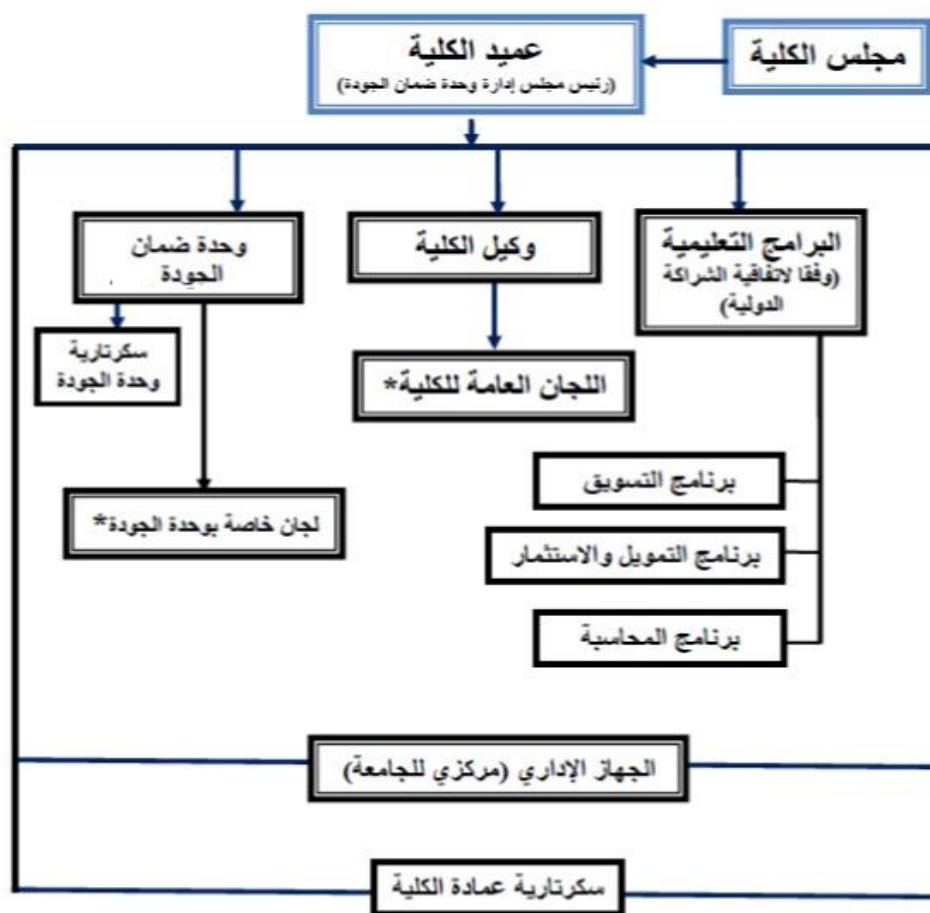 مجلس الكلية
عميد الكلية
(رئيس مجلس إدارة وحدة ضمان الجودة)
البرامج التعليمية
(وفقا لاتفاقية الشراكة
الدولية)
وكيل الكلية
وحدة ضمان
الجودة
سكرتارية
وحدة الجودة
اللجان العامة للكلية*
برنامج التسويق
لجان خاصة بوحدة الجودة*
برنامج التمويل والاستثمار
برنامج المحاسبة
الجهاز الإداري (مركزي للجامعة)
سكرتارية عمادة الكلية